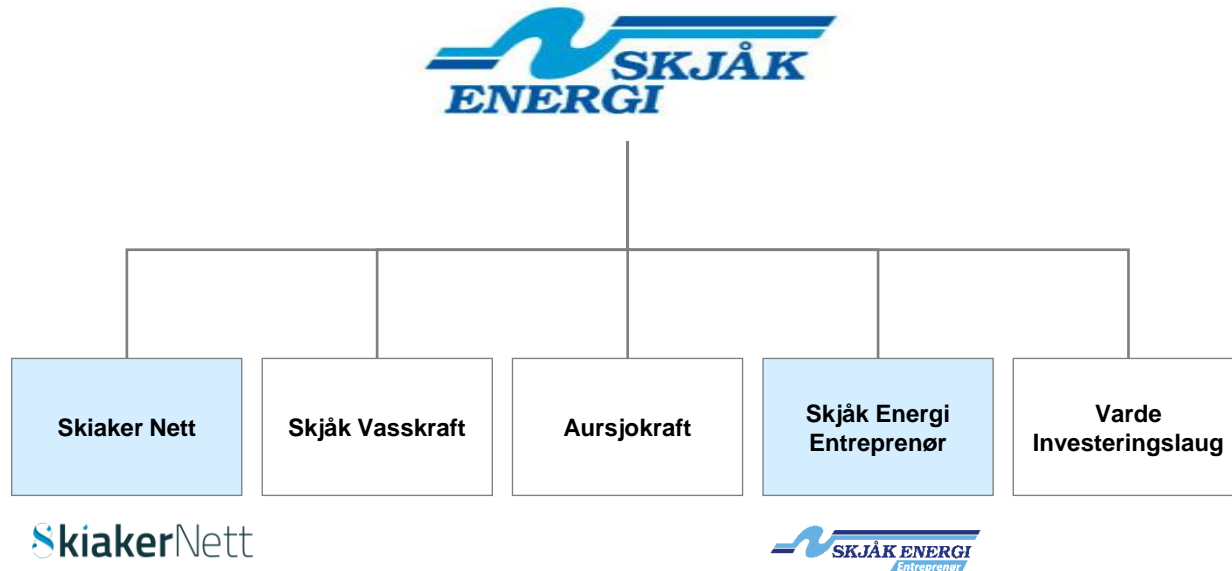 SKJÅK
ENERGI
Skiaker Nett
Skjåk Vasskraft
Aursjokraft
Skjåk Energi
Entreprenør
Varde
Investeringslaug
SkiakerNett
SKJÅK ENERGI
Entreprenør